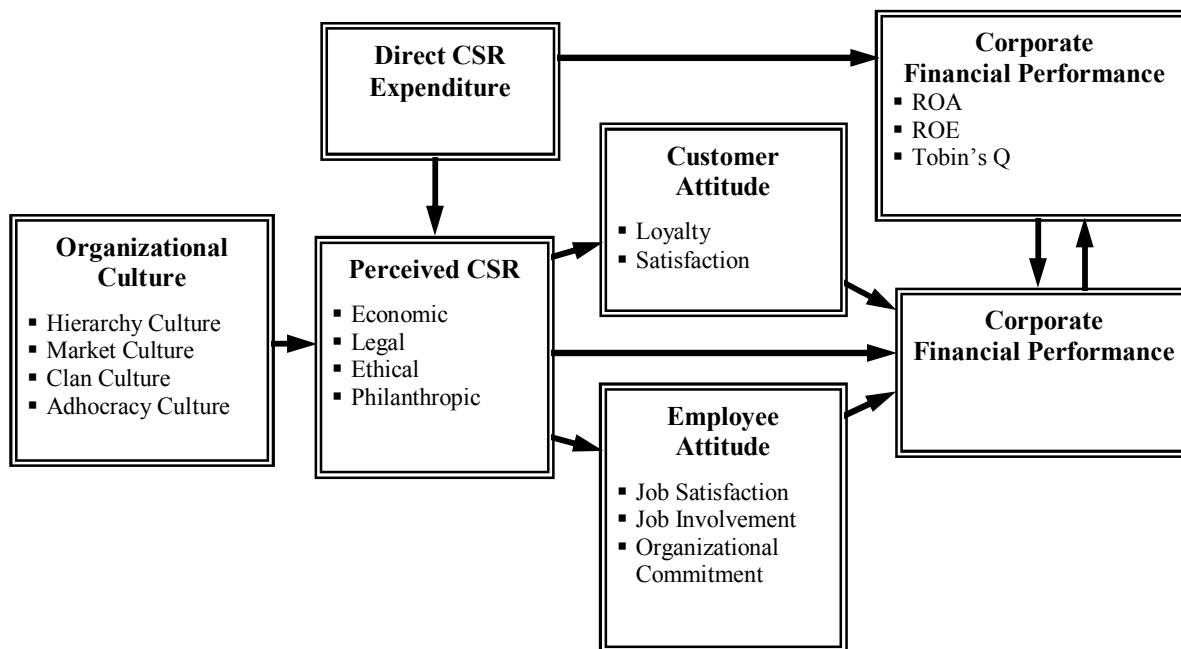 Direct CSR
Expenditure
Corporate
Financial Performance
▪ ROA
▪ ROE
▪ Tobin’s Q
Customer
Attitude
▪ Loyalty
▪ Satisfaction
Organizational
Culture
▪ Hierarchy Culture
▪ Market Culture
▪ Clan Culture
▪ Adhocracy Culture
Perceived CSR
▪ Economic
▪ Legal
▪ Ethical
▪ Philanthropic
Corporate
Financial Performance
Employee
Attitude
▪ Job Satisfaction
▪ Job Involvement
▪ Organizational
Commitment